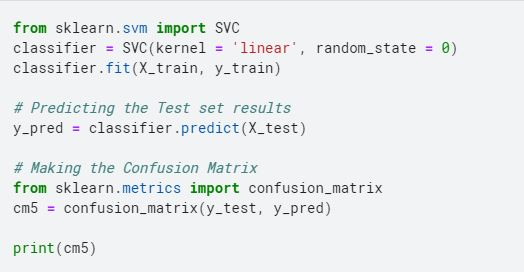 from sklearn.svm import SVC
classifier = SVC(kernel = 'linear', random_state = 0)
classifier.fit(X_train, y_train)
# Predicting the Test set results
y_pred = classifier.predict(X_test)
# Making the Confusion Matrix
from sklearn.metrics import confusion_matrix
cm5 = confusion_matrix(y_test, y_pred)
print(cm5)